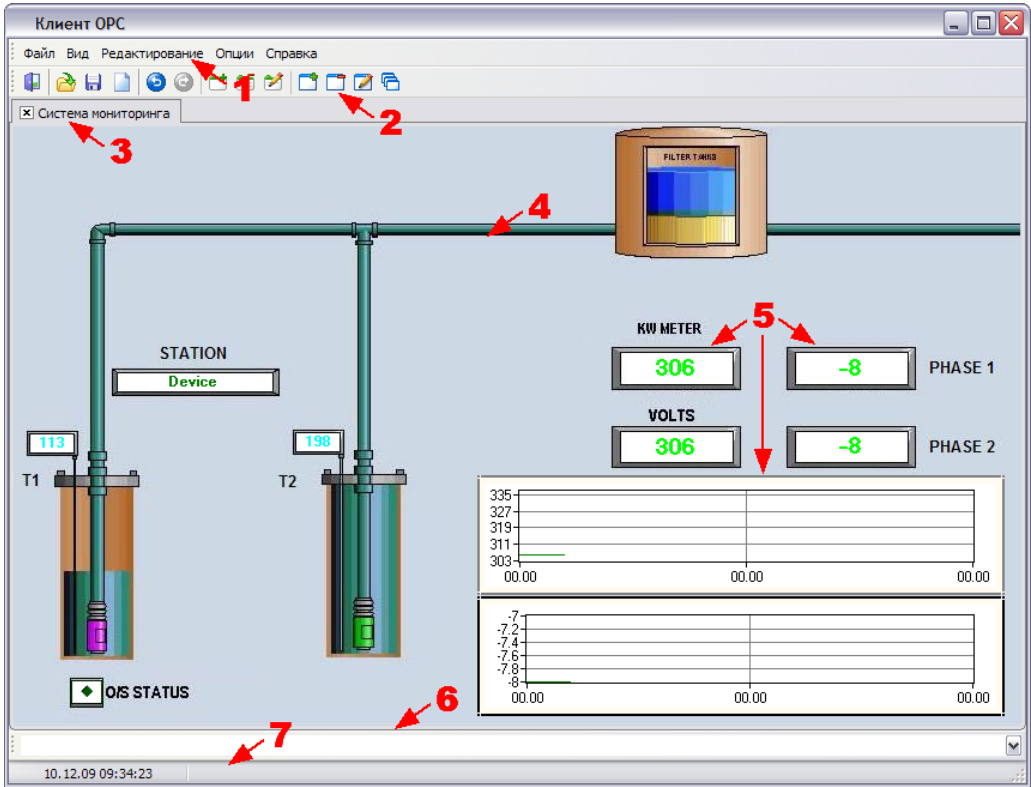 Клиент OPC
Файл Вид Редактирование Опции Справка
1
2
Система мониторинга
3
FILTER TANKS
4
KW METER
5
STATION
306
-8
PHASE 1
Device
VOLTS
113
198
306
-8
PHASE 2
T1
T2
335
327
319
311
303
00.00 00.00 00.00
-7
-7.2
-7.4
-7.6
-7.8
-8
00.00 00.00 00.00
O/S STATUS
6
7
10.12.09 09:34:23